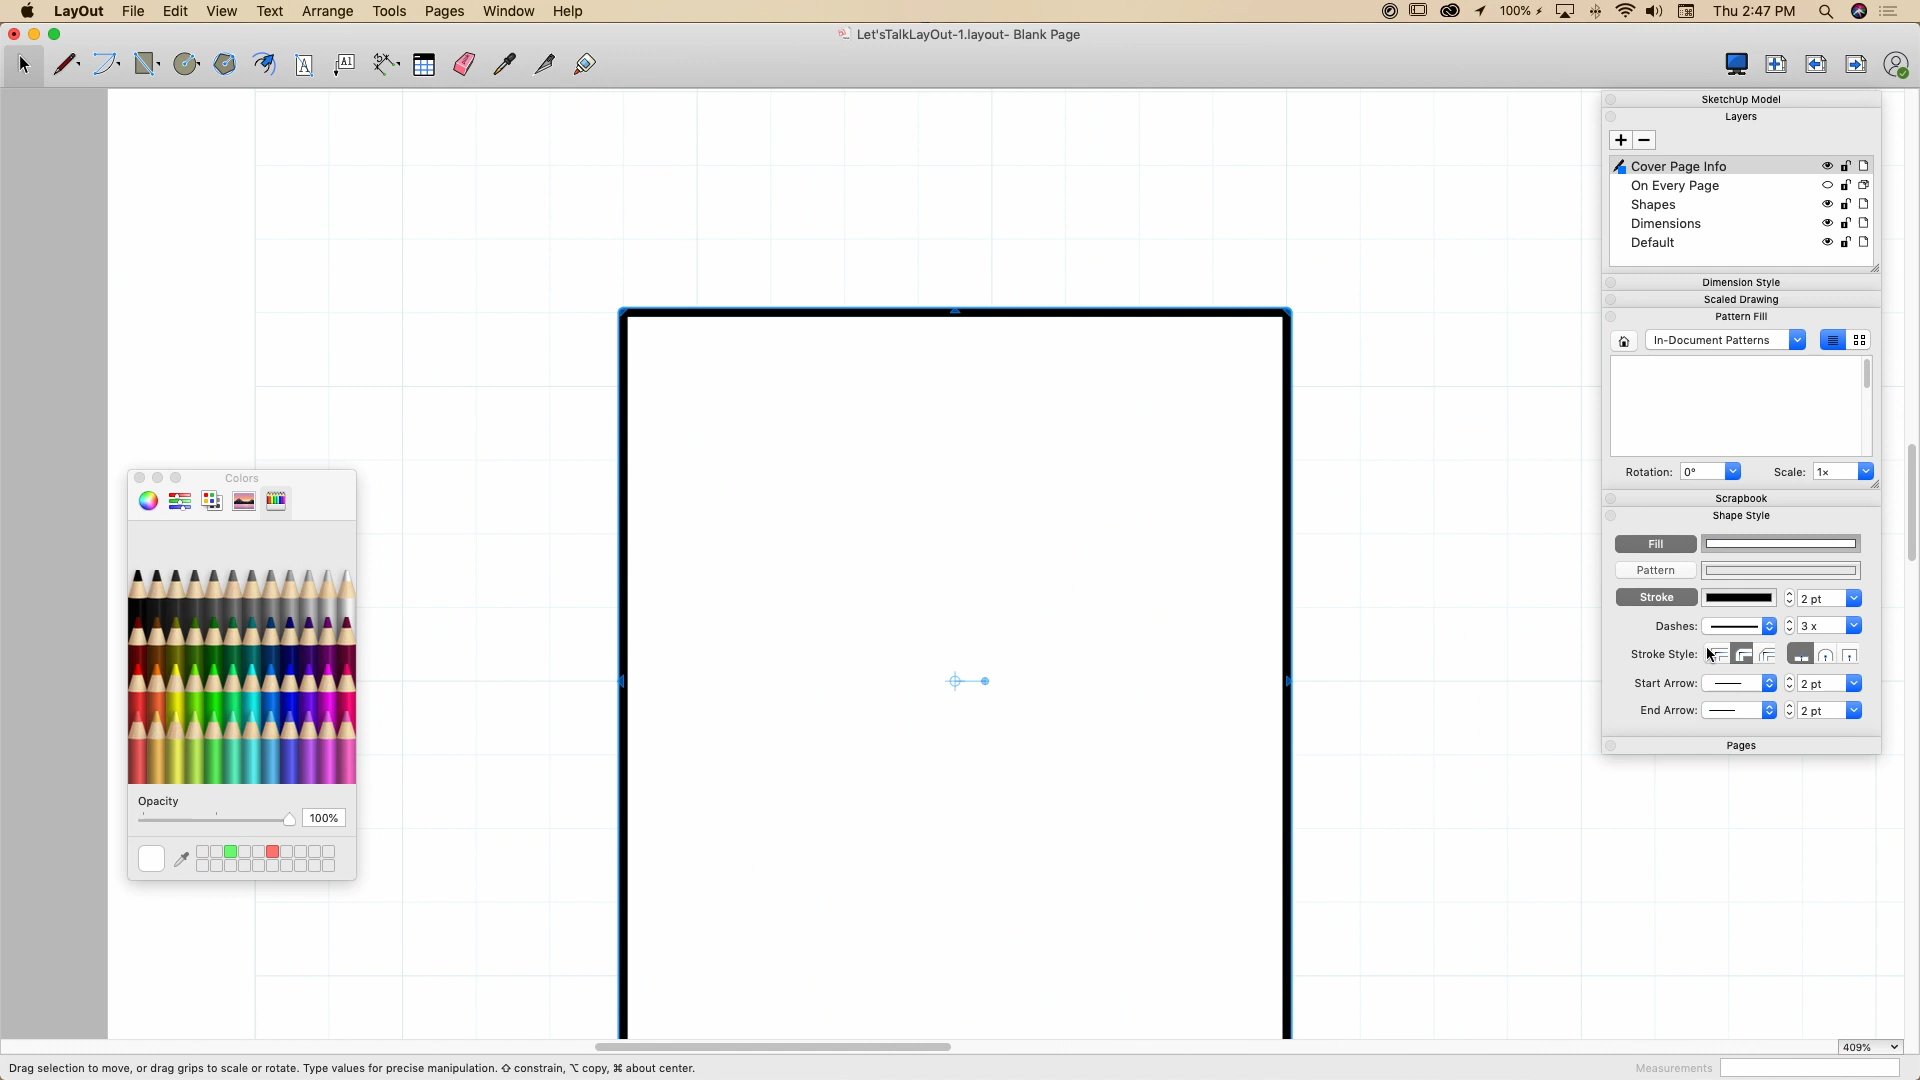 LayOut File Edit View Text Arrange Tools Pages Window Help 100% Thu 2:47 PM
Let'sTalkLayOut-1.layout- Blank Page
A A1
SketchUp Model
Layers
Cover Page Info
On Every Page
Shapes
Dimensions
Default
Dimension Style
Scaled Drawing
Pattern Fill
In-Document Patterns
Rotation: 0° Scale: 1x
Scrapbook
Shape Style
Fill
Pattern
Stroke 2 pt
Dashes: 3 x
Stroke Style:
Start Arrow: 2 pt
End Arrow: 2 pt
Pages
Colors
Opacity
100%
409%
Drag selection to move, or drag grips to scale or rotate. Type values for precise manipulation. ⇧ constrain, ⌥ copy, ⌘ about center. Measurements